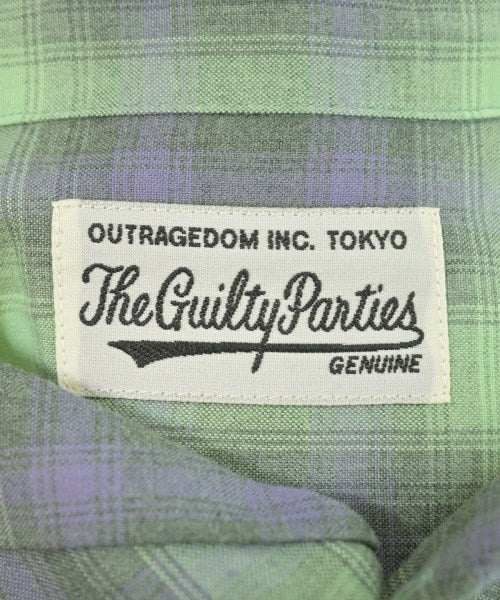 OUTRAGEDOM INC. TOKYO
The Guilty Parties
GENUINE